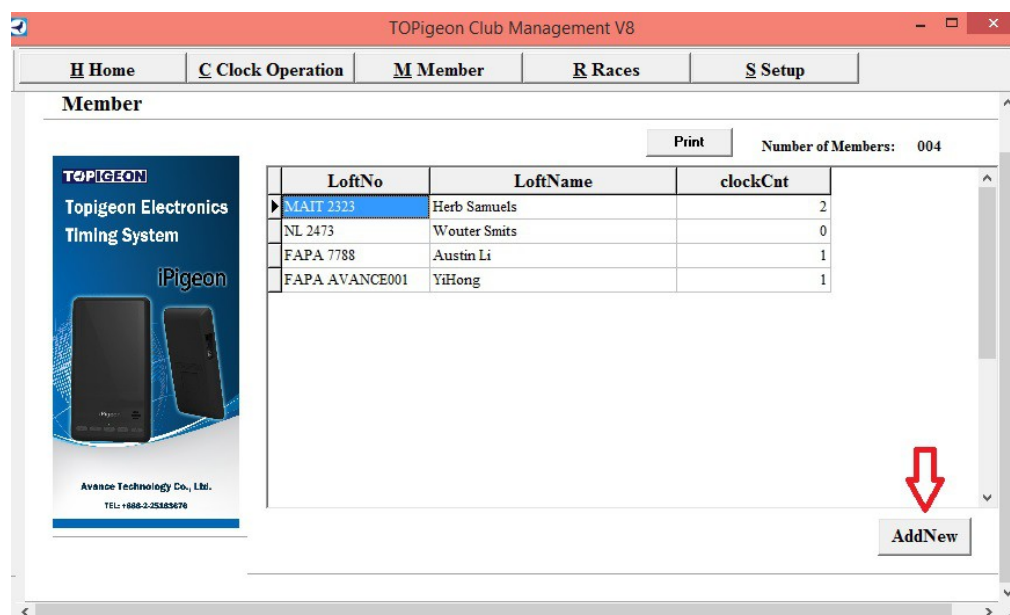 TOPigeon Club Management V8
H Home C Clock Operation M Member R Races S Setup
Member
Print Number of Members: 004
TOPIGEON
Topigeon Electronics
Timing System
iPigeon
LoftNo LoftName clockCnt
MAIT 2323 Herb Samuels 2
NL 2473 Wouter Smits 0
FAPA 7788 Austin Li 1
FAPA AVANCE001 YiHong 1
Avance Technology Co., Ltd.
TEL:
AddNew